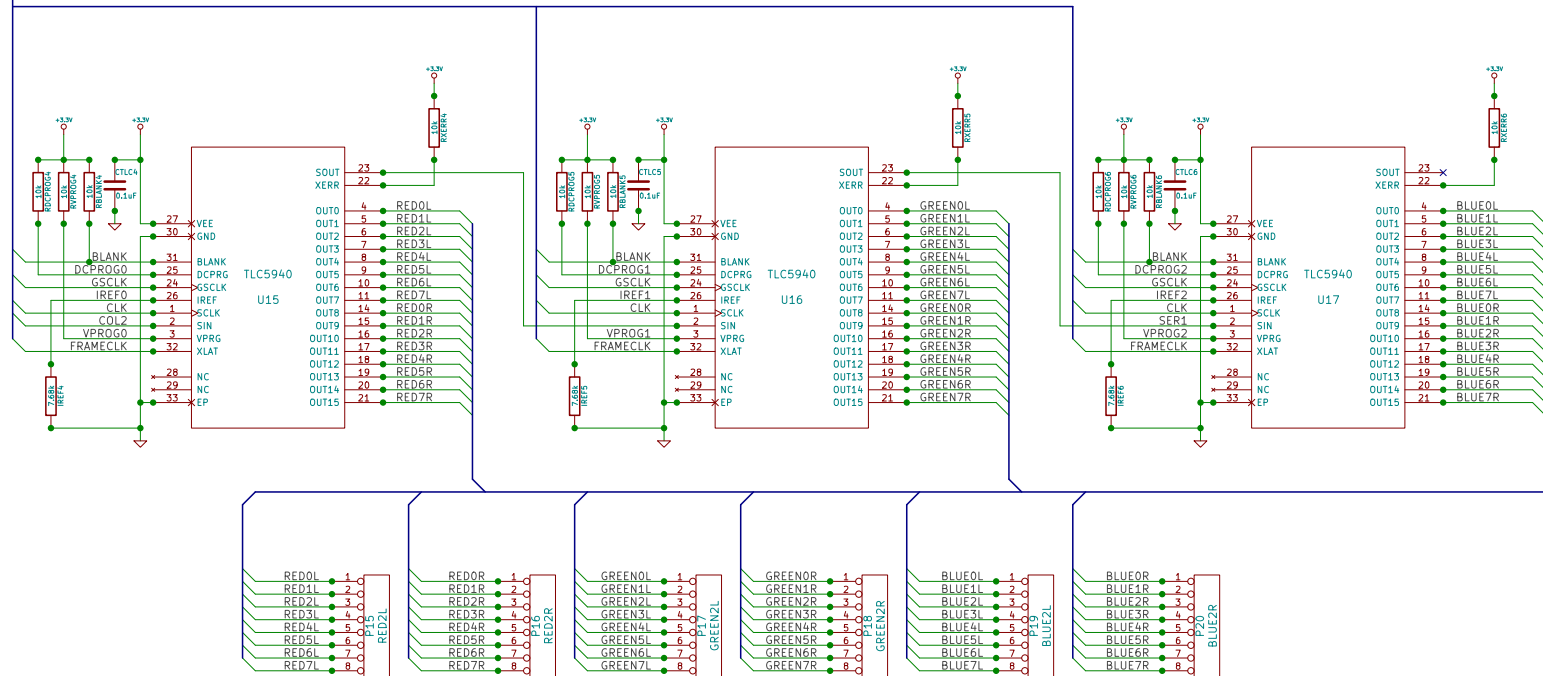 +3.3V
+3.3V
+3.3V
+3.3V
+3.3V
+3.3V
+3.3V
+3.3V
+3.3V
10k
RXERR4
10k
RXERR5
10k
RXERR6
10k
RDCPROG4
10k
RVPROG4
10k
RBLANK4
CTLC4
0.1uF
27 VEE
30 GND
BLANK 31 BLANK
DCPROG0 25 DCPRG
GSCLK 24 GSCLK
IREF0 26 IREF
CLK 1 SCLK
COL2 2 SIN
VPROG0 3 VPRG
FRAMECLK 32 XLAT
28 NC
29 NC
33 EP
7.68k
IREF4
TLC5940
U15
SOUT 23
XERR 22
OUT0 4 RED0L
OUT1 5 RED1L
OUT2 6 RED2L
OUT3 7 RED3L
OUT4 8 RED4L
OUT5 9 RED5L
OUT6 10 RED6L
OUT7 11 RED7L
OUT8 14 RED0R
OUT9 15 RED1R
OUT10 16 RED2R
OUT11 17 RED3R
OUT12 18 RED4R
OUT13 19 RED5R
OUT14 20 RED6R
OUT15 21 RED7R
10k
RDCPROG5
10k
RVPROG5
10k
RBLANK5
CTLC5
0.1uF
27 VEE
30 GND
BLANK 31 BLANK
DCPROG1 25 DCPRG
GSCLK 24 GSCLK
IREF1 26 IREF
CLK 1 SCLK
2 SIN
VPROG1 3 VPRG
FRAMECLK 32 XLAT
28 NC
29 NC
33 EP
7.68k
IREF5
TLC5940
U16
SOUT 23
XERR 22
OUT0 4 GREEN0L
OUT1 5 GREEN1L
OUT2 6 GREEN2L
OUT3 7 GREEN3L
OUT4 8 GREEN4L
OUT5 9 GREEN5L
OUT6 10 GREEN6L
OUT7 11 GREEN7L
OUT8 14 GREEN0R
OUT9 15 GREEN1R
OUT10 16 GREEN2R
OUT11 17 GREEN3R
OUT12 18 GREEN4R
OUT13 19 GREEN5R
OUT14 20 GREEN6R
OUT15 21 GREEN7R
10k
RDCPROG6
10k
RVPROG6
10k
RBLANK6
CTLC6
0.1uF
27 VEE
30 GND
BLANK 31 BLANK
DCPROG2 25 DCPRG
GSCLK 24 GSCLK
IREF2 26 IREF
CLK 1 SCLK
SER1 2 SIN
VPROG2 3 VPRG
FRAMECLK 32 XLAT
28 NC
29 NC
33 EP
7.68k
IREF6
TLC5940
U17
SOUT 23
XERR 22
OUT0 4 BLUE0L
OUT1 5 BLUE1L
OUT2 6 BLUE2L
OUT3 7 BLUE3L
OUT4 8 BLUE4L
OUT5 9 BLUE5L
OUT6 10 BLUE6L
OUT7 11 BLUE7L
OUT8 14 BLUE0R
OUT9 15 BLUE1R
OUT10 16 BLUE2R
OUT11 17 BLUE3R
OUT12 18 BLUE4R
OUT13 19 BLUE5R
OUT14 20 BLUE6R
OUT15 21 BLUE7R
RED0L 1
RED1L 2
RED2L 3
RED3L 4
RED4L 5
RED5L 6
RED6L 7
RED7L 8
P15
RED2L
RED0R 1
RED1R 2
RED2R 3
RED3R 4
RED4R 5
RED5R 6
RED6R 7
RED7R 8
P16
RED2R
GREEN0L 1
GREEN1L 2
GREEN2L 3
GREEN3L 4
GREEN4L 5
GREEN5L 6
GREEN6L 7
GREEN7L 8
P17
GREEN2L
GREEN0R 1
GREEN1R 2
GREEN2R 3
GREEN3R 4
GREEN4R 5
GREEN5R 6
GREEN6R 7
GREEN7R 8
P18
GREEN2R
BLUE0L 1
BLUE1L 2
BLUE2L 3
BLUE3L 4
BLUE4L 5
BLUE5L 6
BLUE6L 7
BLUE7L 8
P19
BLUE2L
BLUE0R 1
BLUE1R 2
BLUE2R 3
BLUE3R 4
BLUE4R 5
BLUE5R 6
BLUE6R 7
BLUE7R 8
P20
BLUE2R